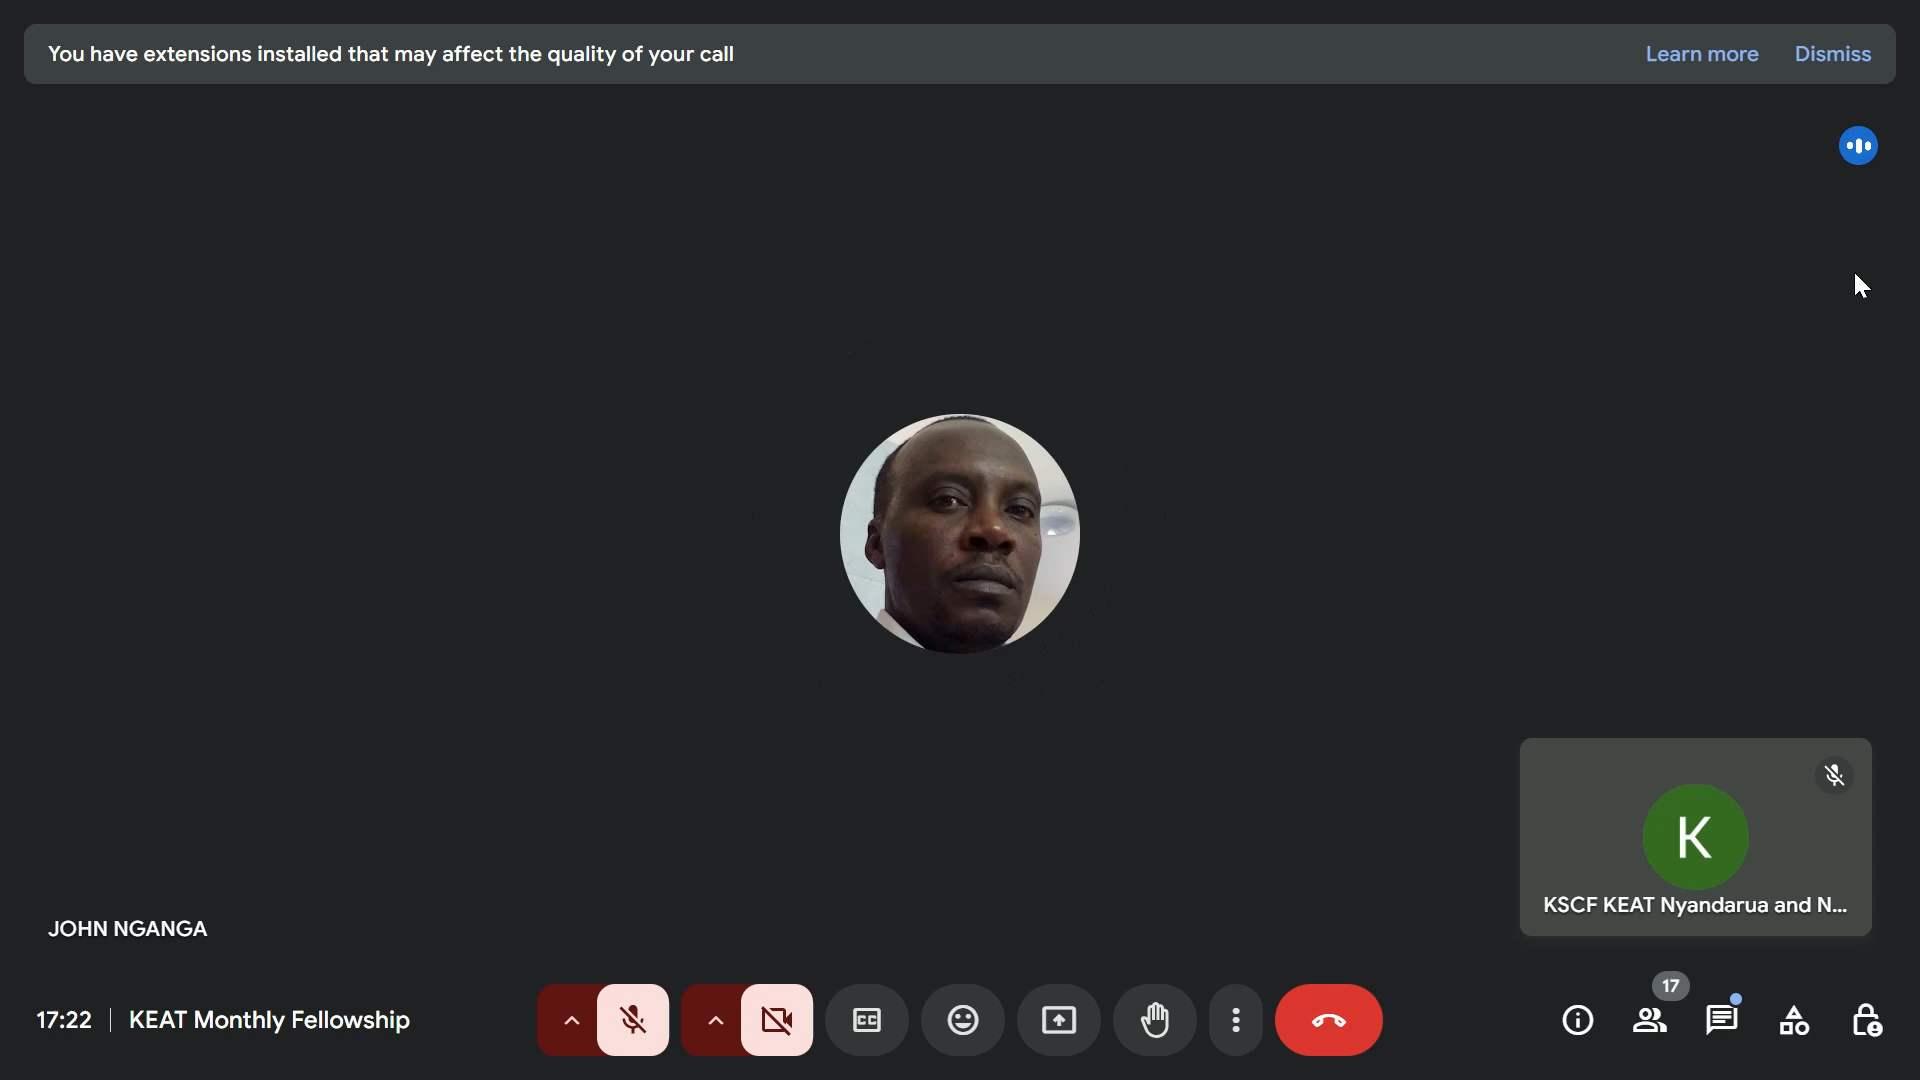 You have extensions installed that may affect the quality of your call
Learn more
Dismiss
K
KSCF KEAT Nyandarua and N...
JOHN NGANGA
17:22
KEAT Monthly Fellowship
CC
17